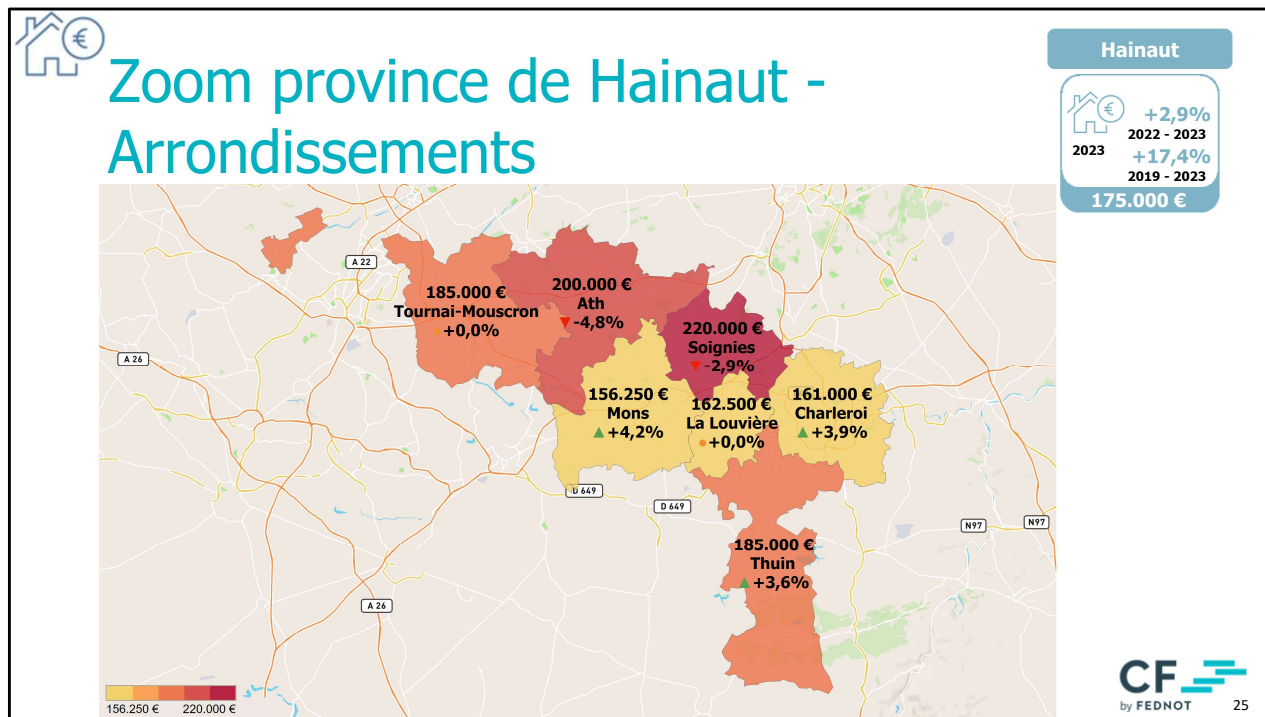 Zoom province de Hainaut -
Arrondissements
Hainaut
€
+2,9%
2022 - 2023
2023
+17,4%
2019 - 2023
175.000 €
€
A 22
185.000 €
Tournai-Mouscron
+0,0%
200.000 €
Ath
-4,8%
220.000 €
Soignies
-2,9%
A 26
156.250 €
Mons
+4,2%
162.500 €
La Louvière
+0,0%
161.000 €
Charleroi
+3,9%
D 649
D 649
N97
N97
185.000 €
Thuin
+3,6%
A 26
156.250 €
220.000 €
CF
by FEDNOT
25